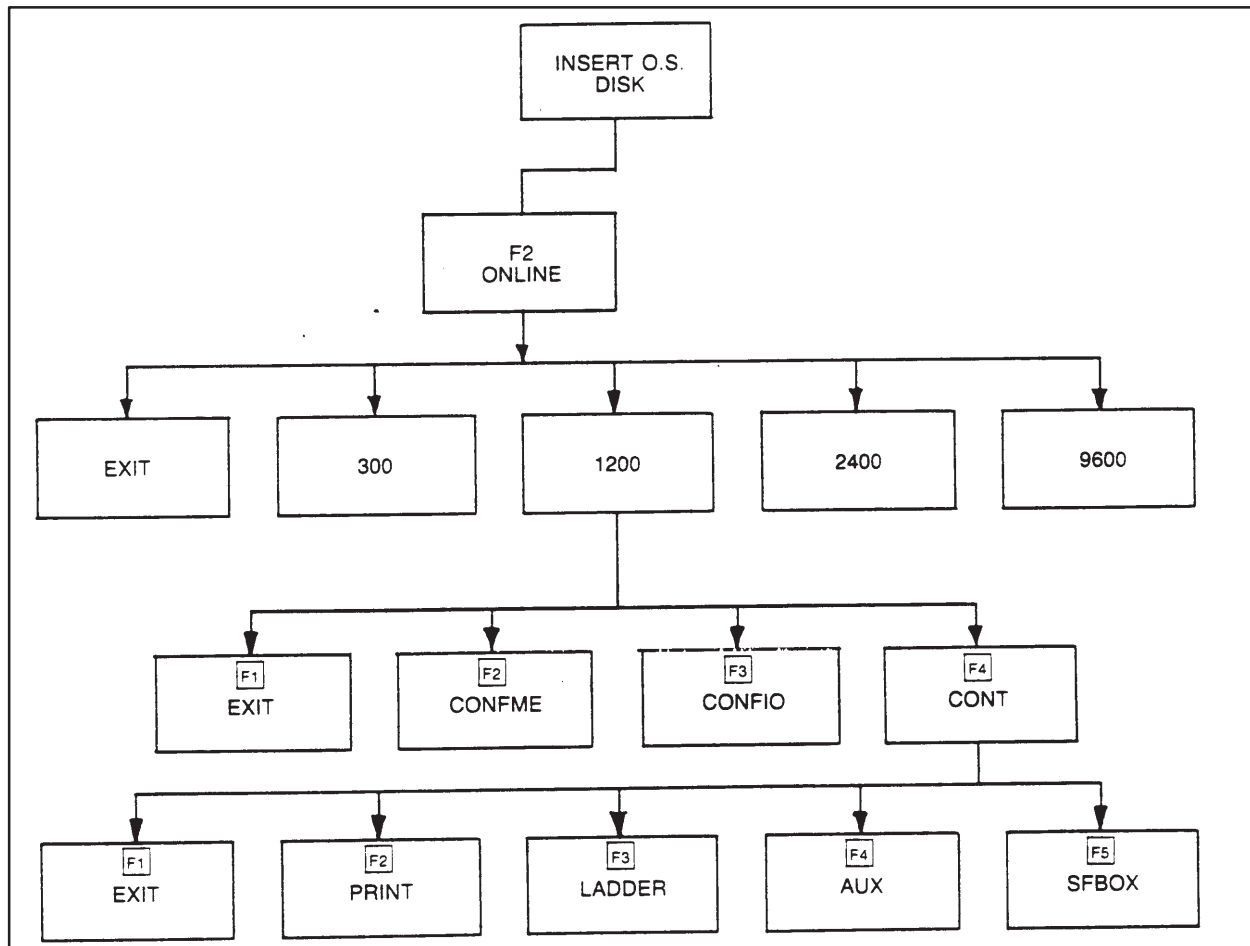 INSERT O.S.
DISK
F2
ONLINE
EXIT
300
1200
2400
9600
F1
EXIT
F2
CONFME
F3
CONFIO
F4
CONT
F1
EXIT
F2
PRINT
F3
LADDER
F4
AUX
F5
SFBOX